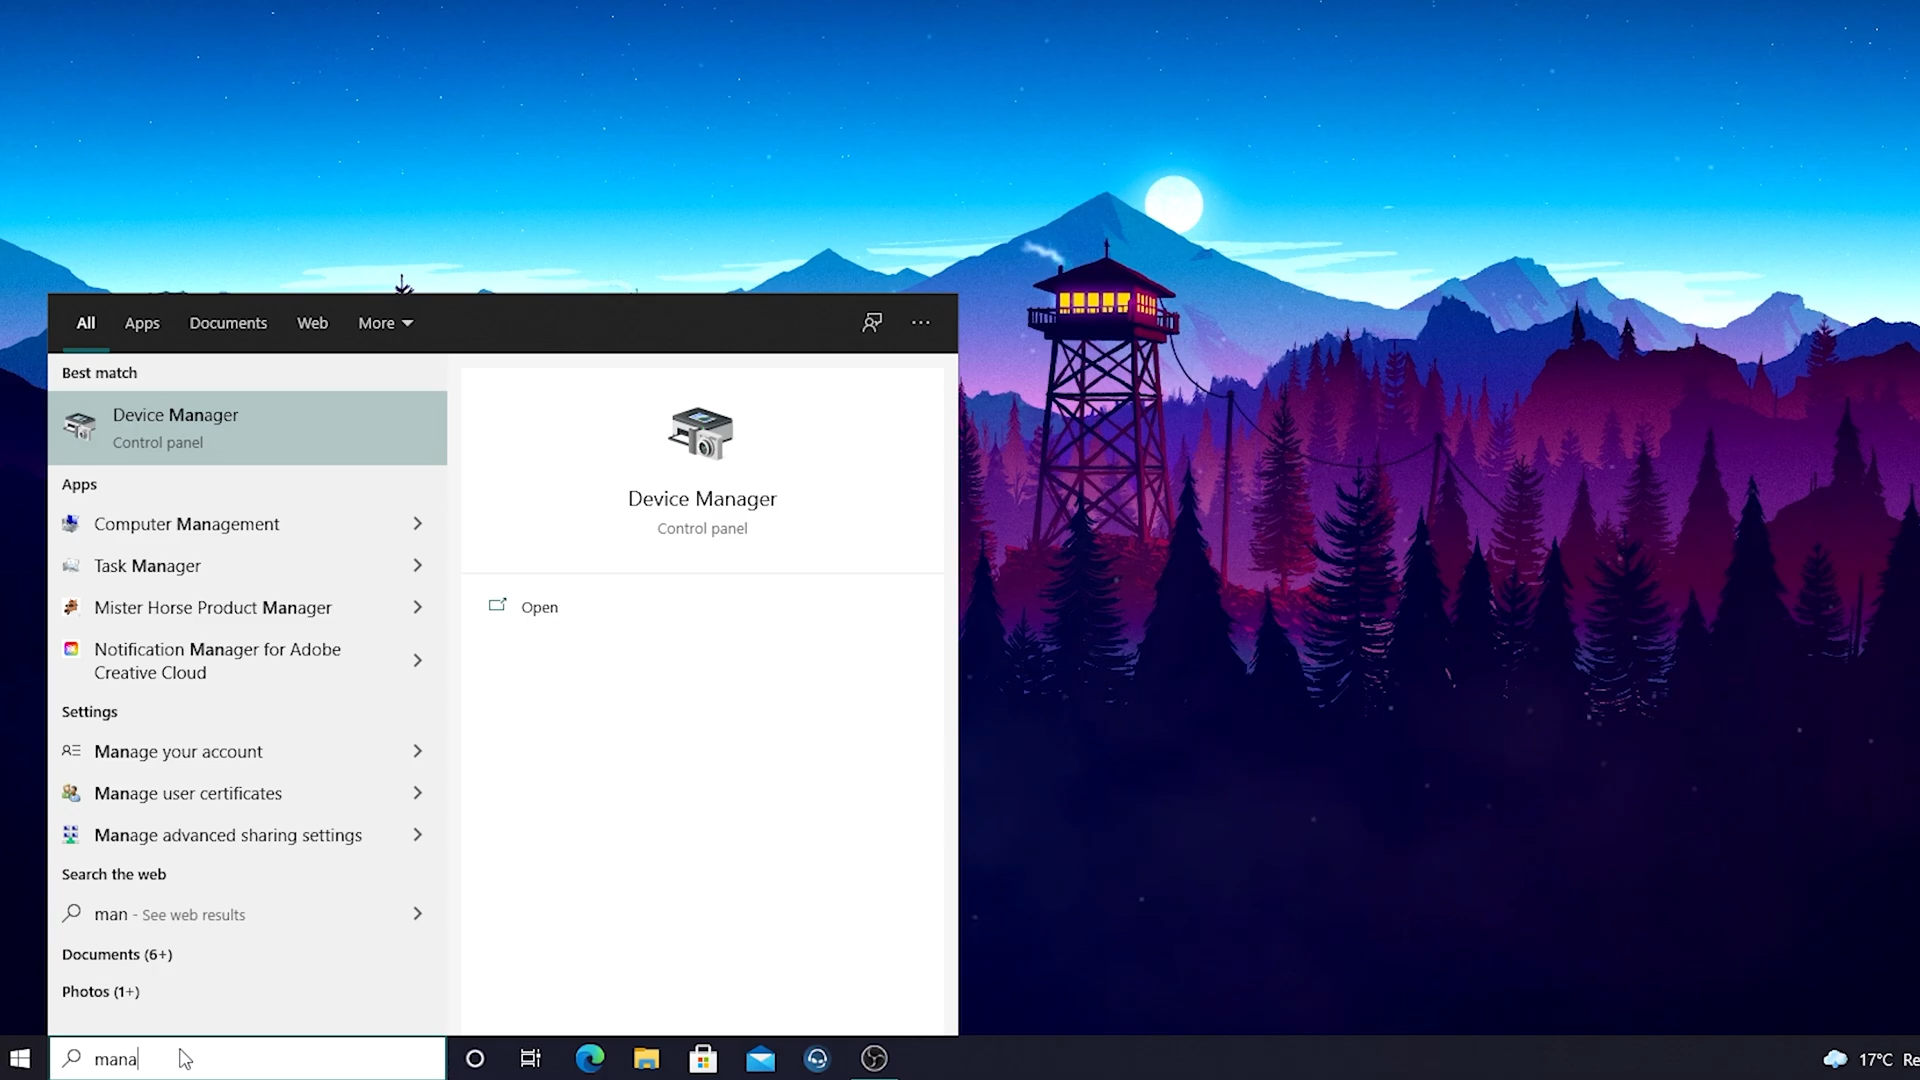 All Apps Documents Web More
Best match
Device Manager
Control panel
Apps
Computer Management
Task Manager
Mister Horse Product Manager
Notification Manager for Adobe
Creative Cloud
Settings
Manage your account
Manage user certificates
Manage advanced sharing settings
Search the web
man - See web results
Documents (6+)
Photos (1+)
Device Manager
Control panel
Open
mana
17°C Re